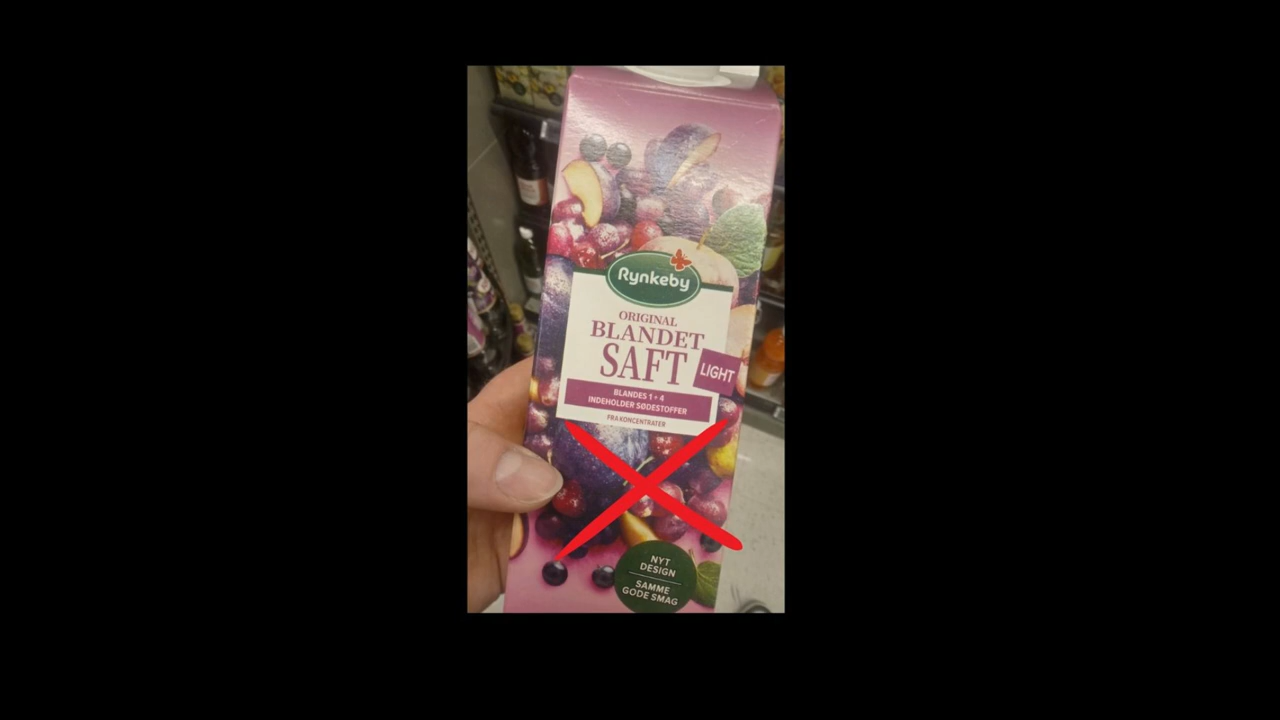 Rynkeby
ORIGINAL
BLANDET
SAFT
LIGHT
BLANDES 1 + 4
INDEHOLDER SØDESTOFFER
FRA KONCENTRATER
NYT
DESIGN
SAMME
GODE SMAG